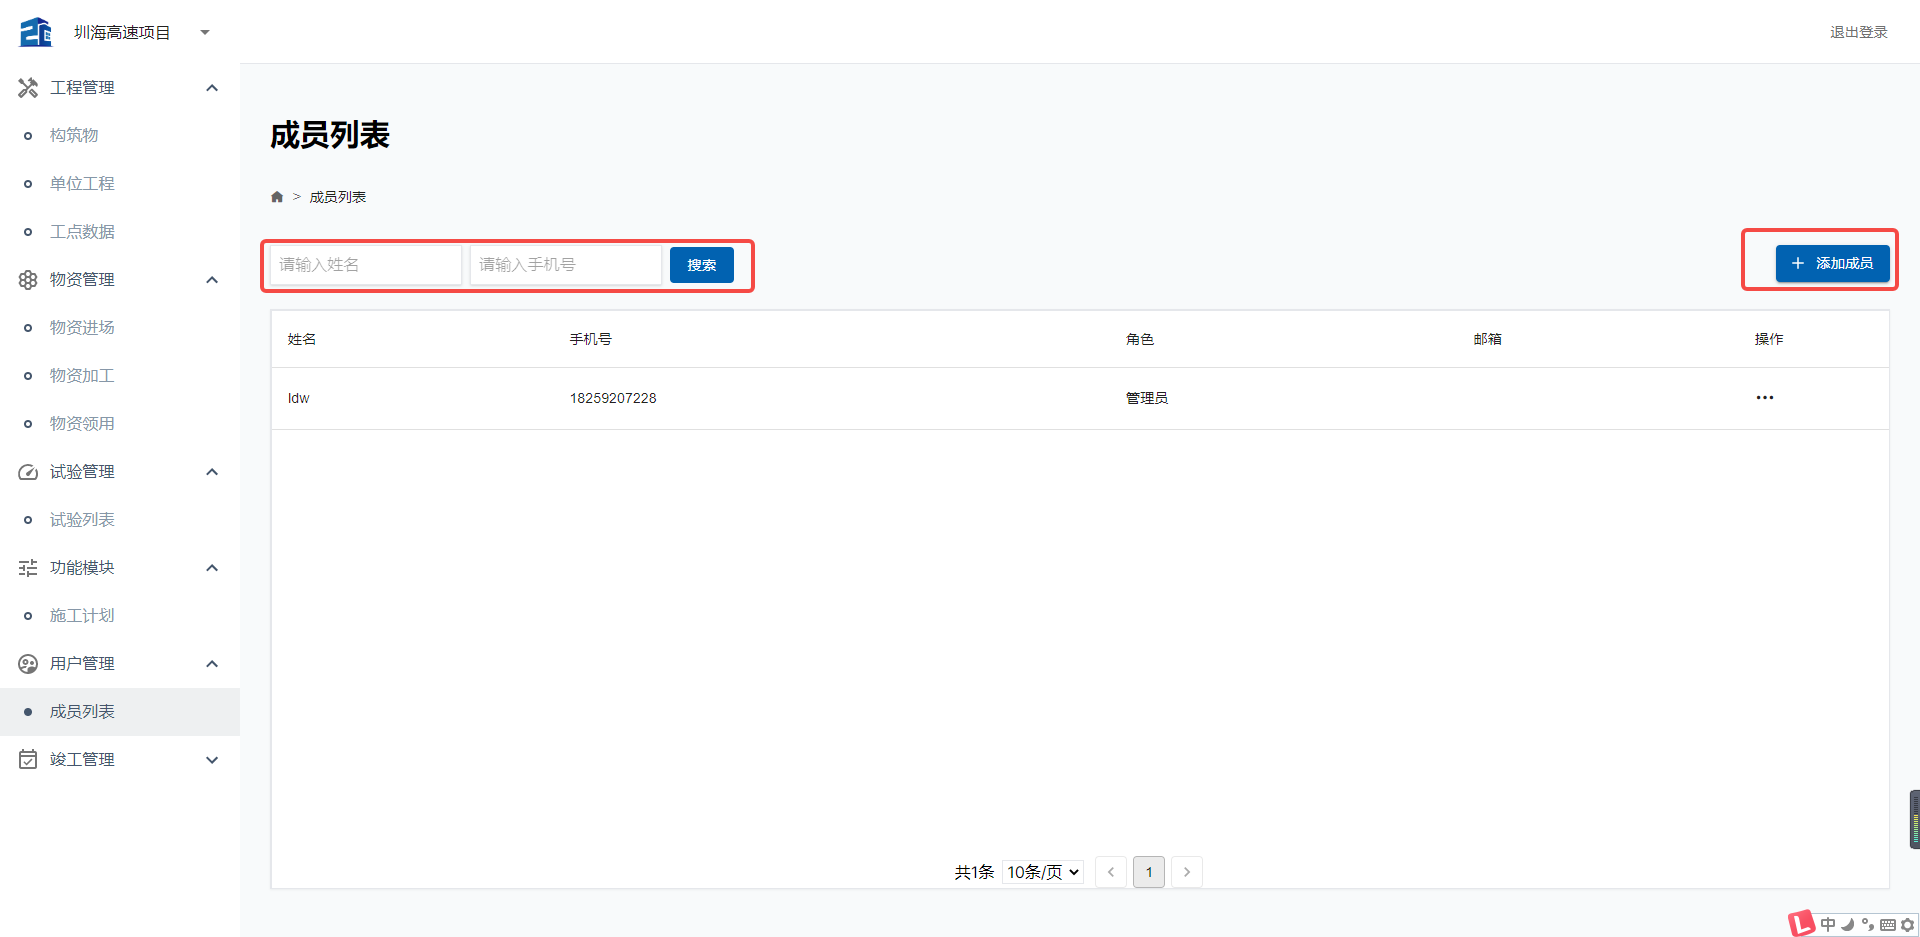 圳海高速项目
退出登录
工程管理
构筑物
单位工程
工点数据
物资管理
物资进场
物资加工
物资领用
试验管理
试验列表
功能模块
施工计划
用户管理
成员列表
竣工管理
成员列表
> 成员列表
请输入姓名 请输入手机号 搜索
+ 添加成员
姓名 手机号 角色 邮箱 操作
ldw 18259207228 管理员 ···
共1条 10条/页 < 1 >
中